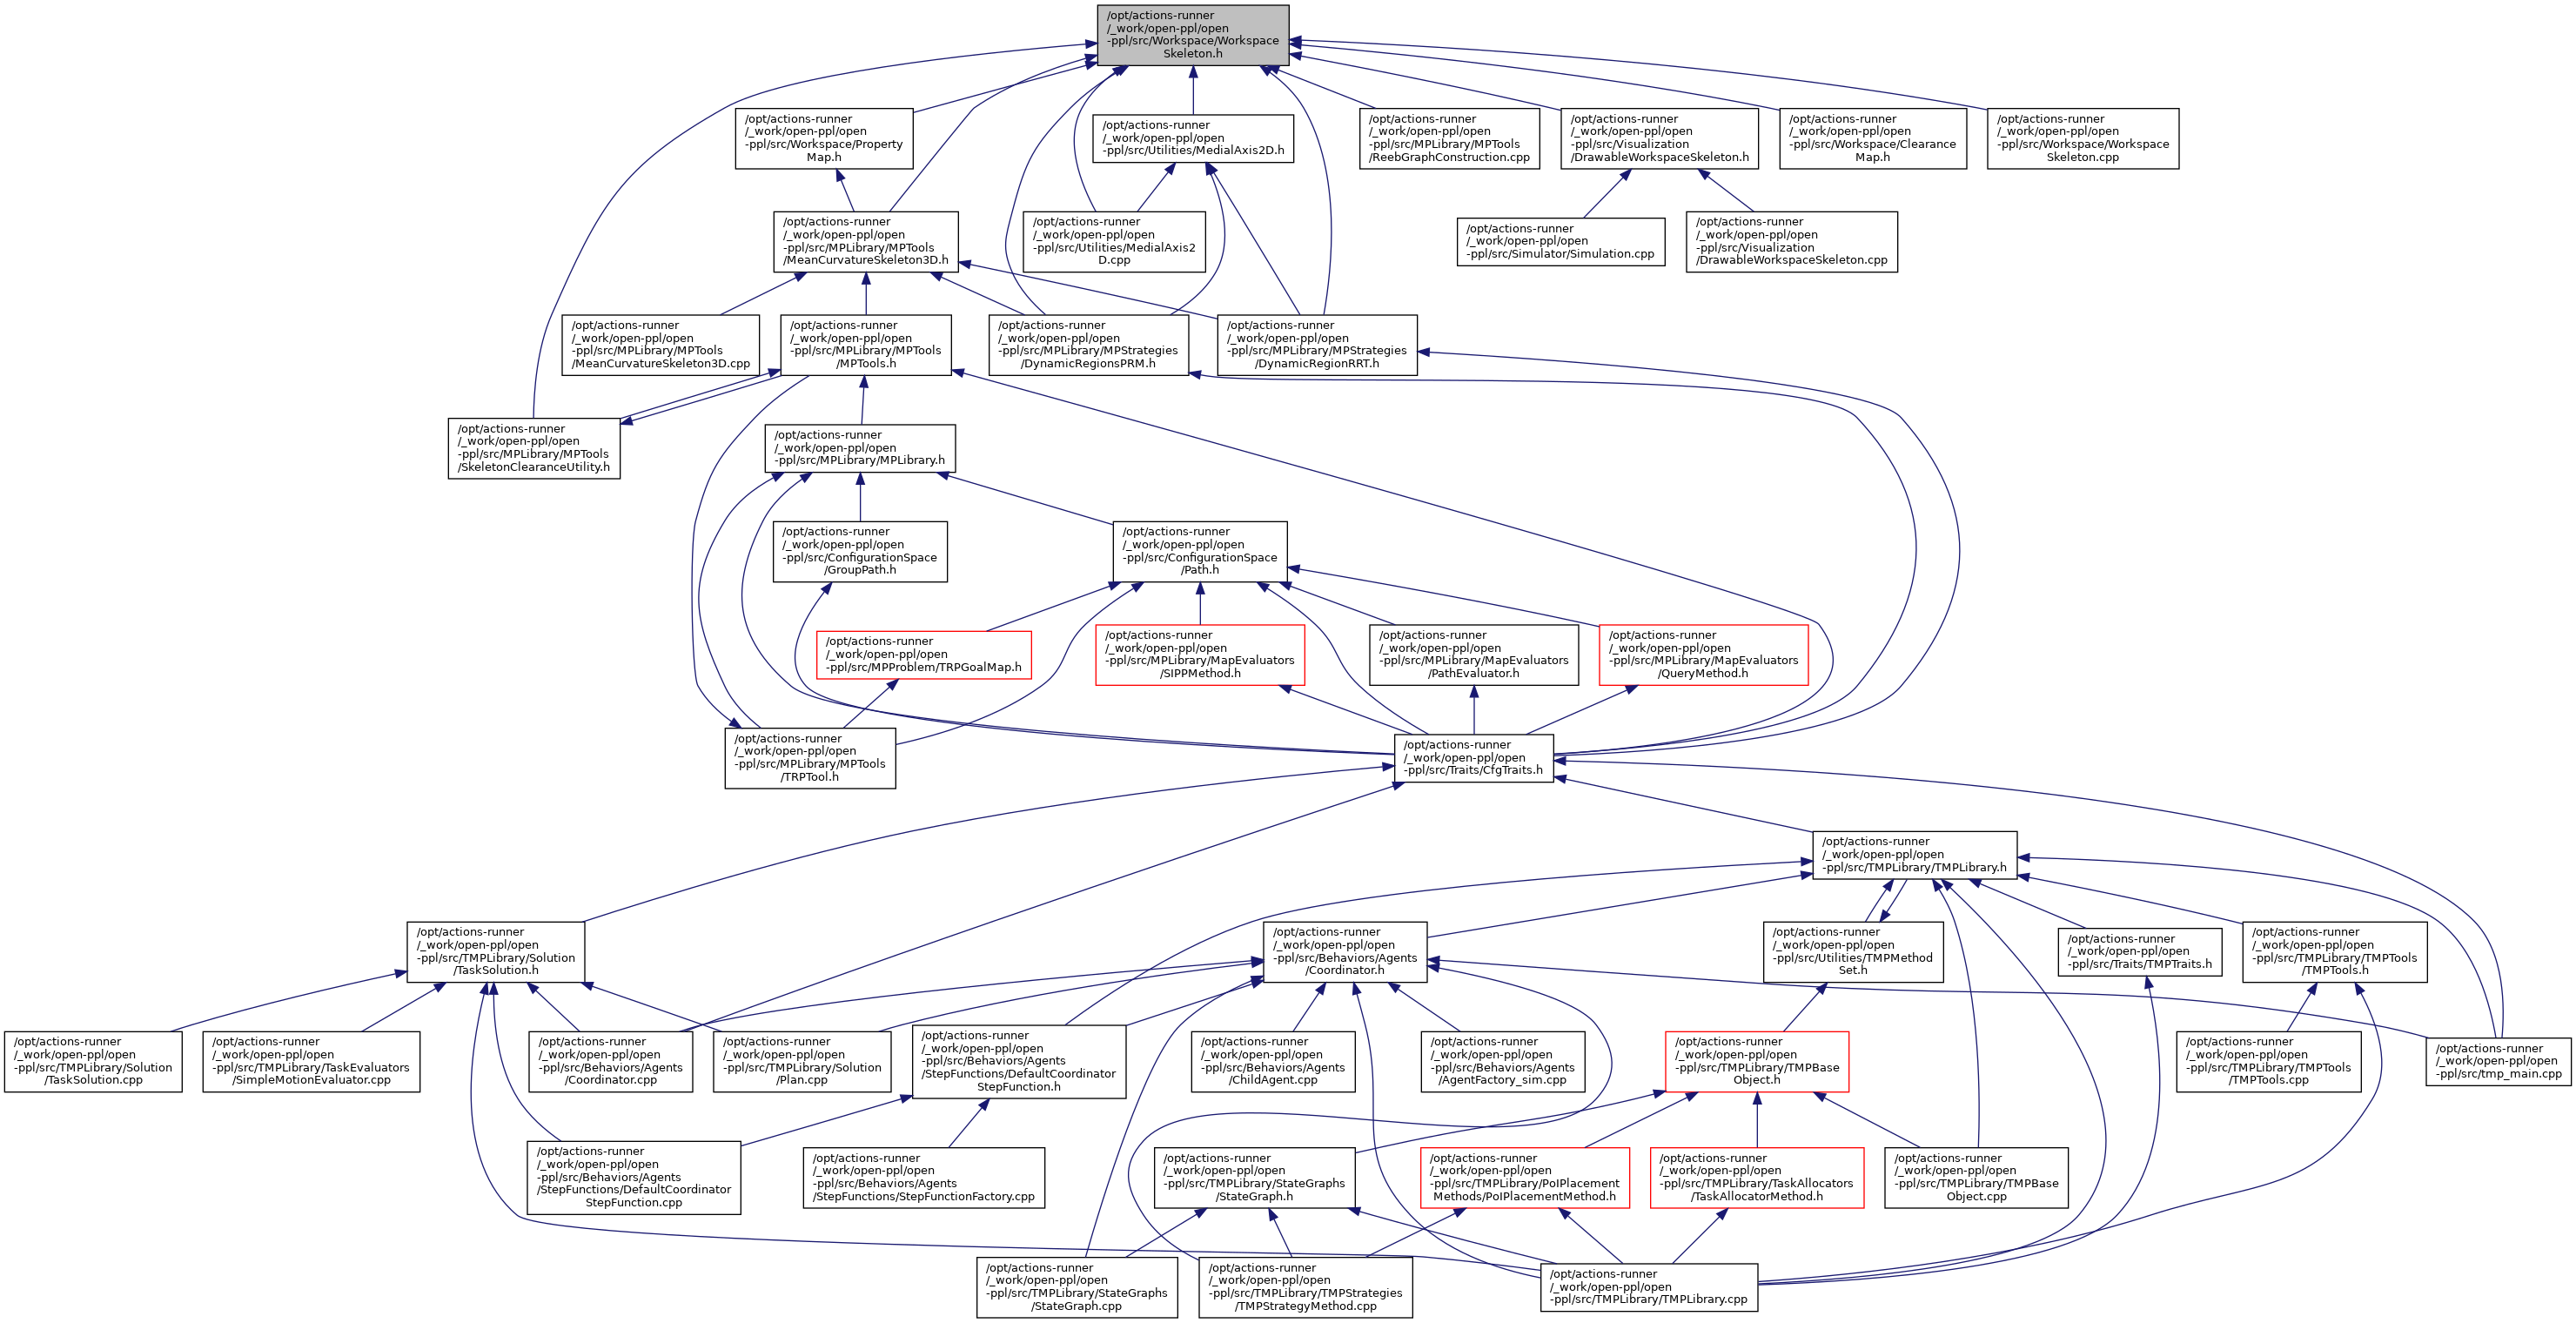 /opt/actions-runner
/_work/open-ppl/open
-ppl/src/Workspace/Workspace
Skeleton.h
/opt/actions-runner
/_work/open-ppl/open
-ppl/src/Workspace/Property
Map.h
/opt/actions-runner
/_work/open-ppl/open
-ppl/src/Utilities/MedialAxis2D.h
/opt/actions-runner
/_work/open-ppl/open
-ppl/src/MPLibrary/MPTools
/ReebGraphConstruction.cpp
/opt/actions-runner
/_work/open-ppl/open
-ppl/src/Visualization
/DrawableWorkspaceSkeleton.h
/opt/actions-runner
/_work/open-ppl/open
-ppl/src/Workspace/Clearance
Map.h
/opt/actions-runner
/_work/open-ppl/open
-ppl/src/Workspace/Workspace
Skeleton.cpp
/opt/actions-runner
/_work/open-ppl/open
-ppl/src/MPLibrary/MPTools
/MeanCurvatureSkeleton3D.h
/opt/actions-runner
/_work/open-ppl/open
-ppl/src/Utilities/MedialAxis2
D.cpp
/opt/actions-runner
/_work/open-ppl/open
-ppl/src/Simulator/Simulation.cpp
/opt/actions-runner
/_work/open-ppl/open
-ppl/src/Visualization
/DrawableWorkspaceSkeleton.cpp
/opt/actions-runner
/_work/open-ppl/open
-ppl/src/MPLibrary/MPTools
/MeanCurvatureSkeleton3D.cpp
/opt/actions-runner
/_work/open-ppl/open
-ppl/src/MPLibrary/MPTools
/MPTools.h
/opt/actions-runner
/_work/open-ppl/open
-ppl/src/MPLibrary/MPStrategies
/DynamicRegionsPRM.h
/opt/actions-runner
/_work/open-ppl/open
-ppl/src/MPLibrary/MPStrategies
/DynamicRegionRRT.h
/opt/actions-runner
/_work/open-ppl/open
-ppl/src/MPLibrary/MPTools
/SkeletonClearanceUtility.h
/opt/actions-runner
/_work/open-ppl/open
-ppl/src/MPLibrary/MPLibrary.h
/opt/actions-runner
/_work/open-ppl/open
-ppl/src/ConfigurationSpace
/GroupPath.h
/opt/actions-runner
/_work/open-ppl/open
-ppl/src/ConfigurationSpace
/Path.h
/opt/actions-runner
/_work/open-ppl/open
-ppl/src/MPProblem/TRPGoalMap.h
/opt/actions-runner
/_work/open-ppl/open
-ppl/src/MPLibrary/MapEvaluators
/SIPPMethod.h
/opt/actions-runner
/_work/open-ppl/open
-ppl/src/MPLibrary/MapEvaluators
/PathEvaluator.h
/opt/actions-runner
/_work/open-ppl/open
-ppl/src/MPLibrary/MapEvaluators
/QueryMethod.h
/opt/actions-runner
/_work/open-ppl/open
-ppl/src/MPLibrary/MPTools
/TRPTool.h
/opt/actions-runner
/_work/open-ppl/open
-ppl/src/Traits/CfgTraits.h
/opt/actions-runner
/_work/open-ppl/open
-ppl/src/TMPLibrary/TMPLibrary.h
/opt/actions-runner
/_work/open-ppl/open
-ppl/src/TMPLibrary/Solution
/TaskSolution.h
/opt/actions-runner
/_work/open-ppl/open
-ppl/src/Behaviors/Agents
/Coordinator.h
/opt/actions-runner
/_work/open-ppl/open
-ppl/src/Utilities/TMPMethod
Set.h
/opt/actions-runner
/_work/open-ppl/open
-ppl/src/Traits/TMPTraits.h
/opt/actions-runner
/_work/open-ppl/open
-ppl/src/TMPLibrary/TMPTools
/TMPTools.h
/opt/actions-runner
/_work/open-ppl/open
-ppl/src/TMPLibrary/Solution
/TaskSolution.cpp
/opt/actions-runner
/_work/open-ppl/open
-ppl/src/TMPLibrary/TaskEvaluators
/SimpleMotionEvaluator.cpp
/opt/actions-runner
/_work/open-ppl/open
-ppl/src/Behaviors/Agents
/Coordinator.cpp
/opt/actions-runner
/_work/open-ppl/open
-ppl/src/TMPLibrary/Solution
/Plan.cpp
/opt/actions-runner
/_work/open-ppl/open
-ppl/src/Behaviors/Agents
/StepFunctions/DefaultCoordinator
StepFunction.h
/opt/actions-runner
/_work/open-ppl/open
-ppl/src/Behaviors/Agents
/ChildAgent.cpp
/opt/actions-runner
/_work/open-ppl/open
-ppl/src/Behaviors/Agents
/AgentFactory_sim.cpp
/opt/actions-runner
/_work/open-ppl/open
-ppl/src/TMPLibrary/TMPBase
Object.h
/opt/actions-runner
/_work/open-ppl/open
-ppl/src/TMPLibrary/TMPTools
/TMPTools.cpp
/opt/actions-runner
/_work/open-ppl/open
-ppl/src/tmp_main.cpp
/opt/actions-runner
/_work/open-ppl/open
-ppl/src/Behaviors/Agents
/StepFunctions/DefaultCoordinator
StepFunction.cpp
/opt/actions-runner
/_work/open-ppl/open
-ppl/src/Behaviors/Agents
/StepFunctions/StepFunctionFactory.cpp
/opt/actions-runner
/_work/open-ppl/open
-ppl/src/TMPLibrary/StateGraphs
/StateGraph.h
/opt/actions-runner
/_work/open-ppl/open
-ppl/src/TMPLibrary/PoIPlacement
Methods/PoIPlacementMethod.h
/opt/actions-runner
/_work/open-ppl/open
-ppl/src/TMPLibrary/TaskAllocators
/TaskAllocatorMethod.h
/opt/actions-runner
/_work/open-ppl/open
-ppl/src/TMPLibrary/TMPBase
Object.cpp
/opt/actions-runner
/_work/open-ppl/open
-ppl/src/TMPLibrary/StateGraphs
/StateGraph.cpp
/opt/actions-runner
/_work/open-ppl/open
-ppl/src/TMPLibrary/TMPStrategies
/TMPStrategyMethod.cpp
/opt/actions-runner
/_work/open-ppl/open
-ppl/src/TMPLibrary/TMPLibrary.cpp